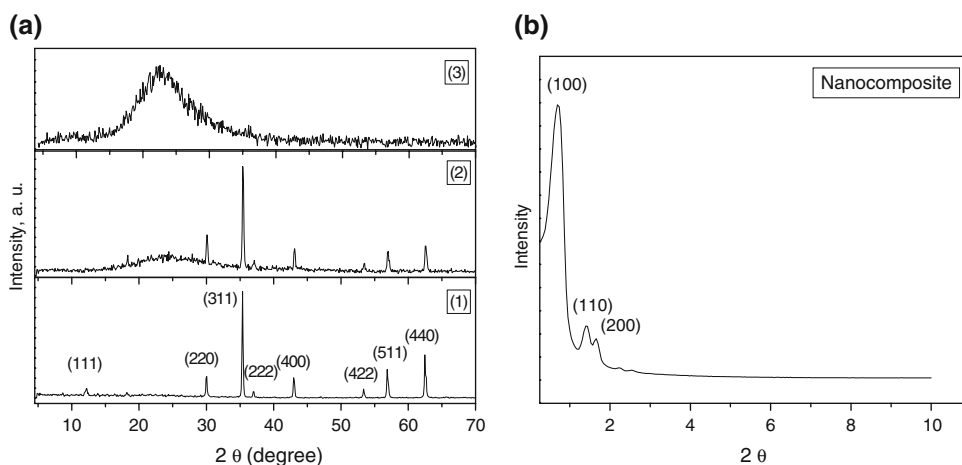 (a)
(3)
(2)
(1)
Intensity, a. u.
(111)
(220)
(311)
(222)
(400)
(422)
(511)
(440)
10 20 30 40 50 60 70
2 θ (degree)
(b)
Nanocomposite
(100)
(110)
(200)
Intensity
2 4 6 8 10
2 θ